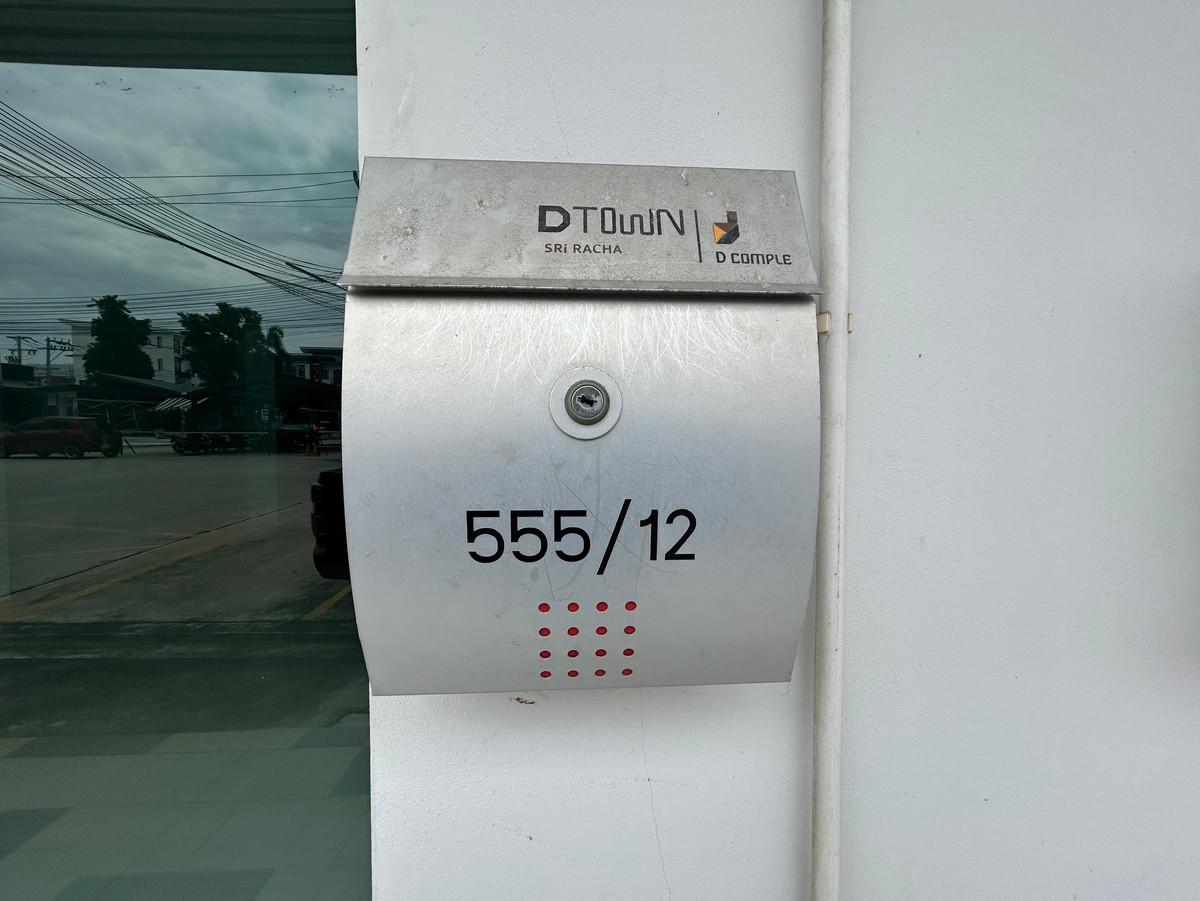 DTOWN
SRi RACHA
D COMPLE
555/12